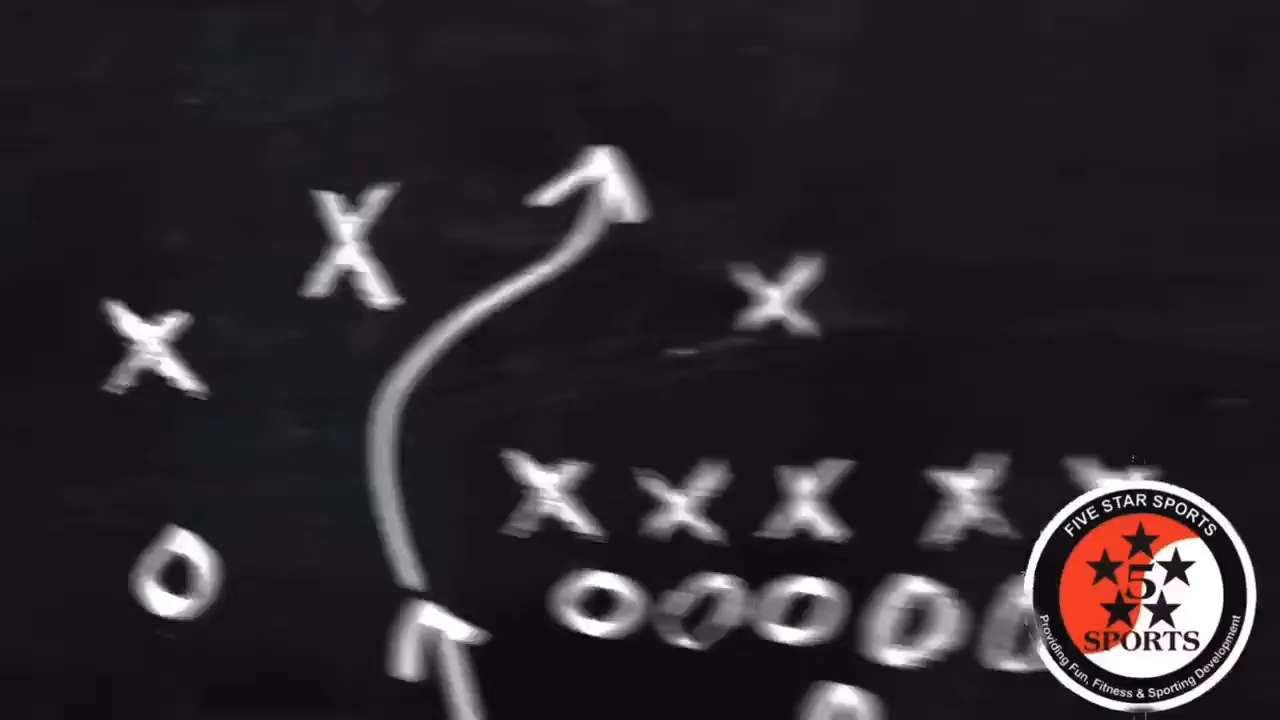 X
X
X
X X X X X
O O O O O O
O
FIVE STAR SPORTS
5
SPORTS
Providing Fun, Fitness & Sporting Development